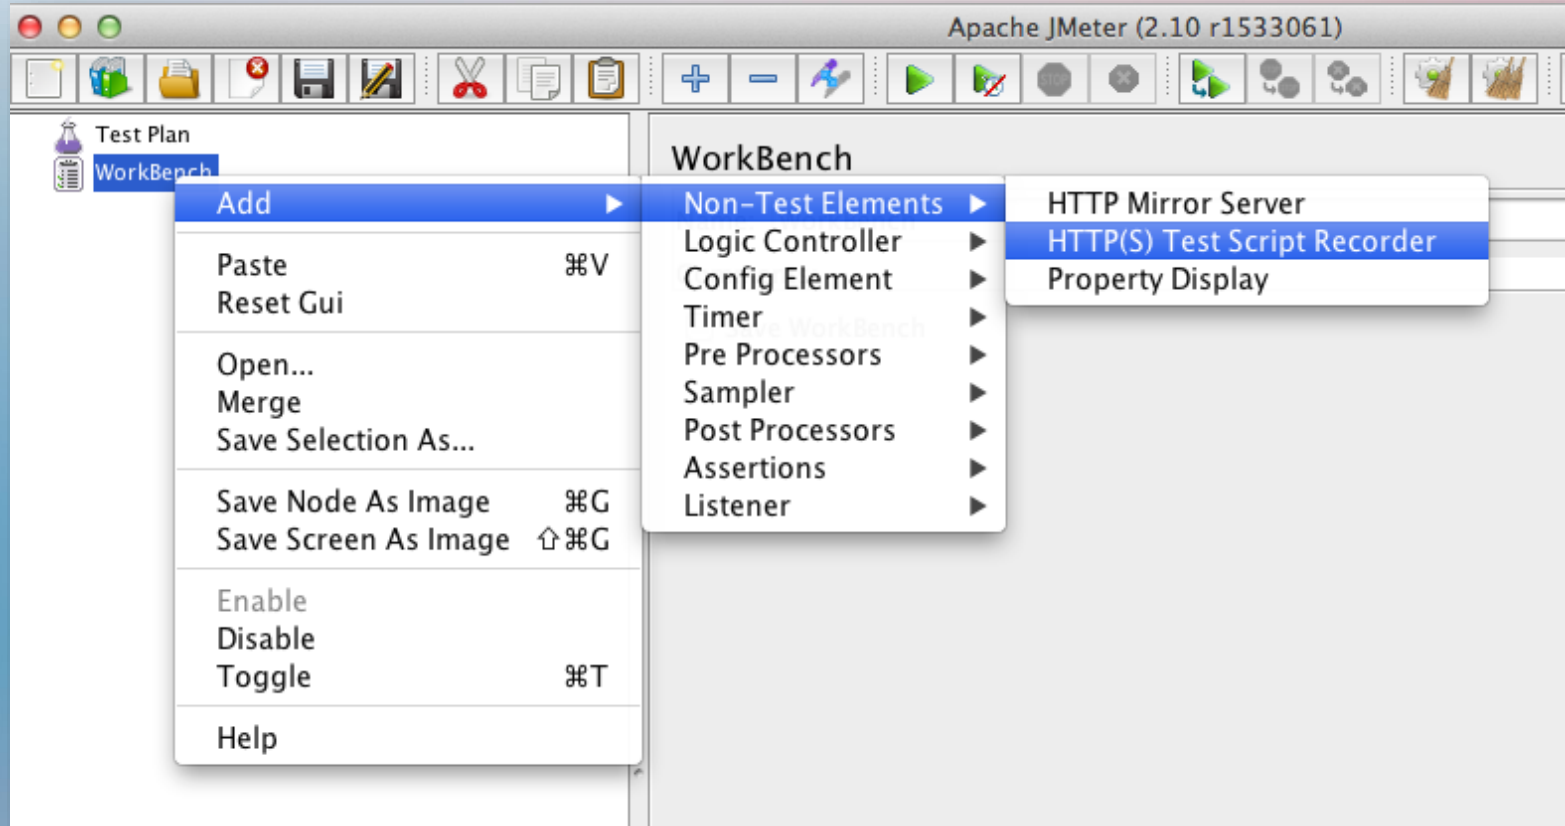 Apache JMeter (2.10 r1533061)
STOP
Test Plan
WorkBench
WorkBench
Add
Paste ⌘V
Reset Gui
Open...
Merge
Save Selection As...
Save Node As Image ⌘G
Save Screen As Image ⇧⌘G
Enable
Disable
Toggle ⌘T
Help
Non-Test Elements
Logic Controller
Config Element
Timer
Pre Processors
Sampler
Post Processors
Assertions
Listener
WorkBench
HTTP Mirror Server
HTTP(S) Test Script Recorder
Property Display